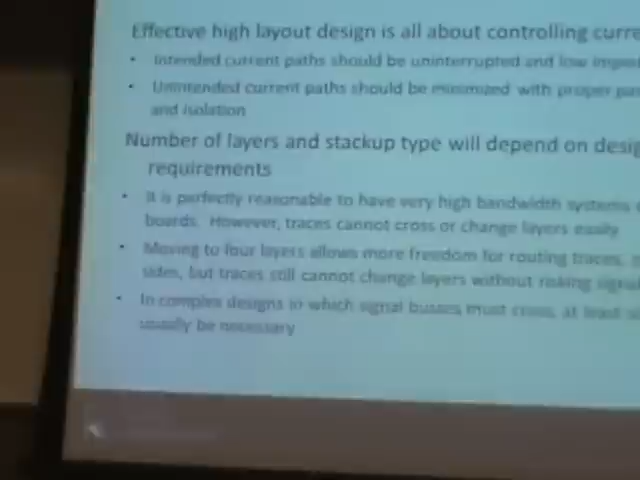 Effective high layout design is all about controlling curre
• Intended current paths should be uninterrupted and low imped
• Unintended current paths should be minimized with proper
and isolation
Number of layers and stackup type will depend on desig
requirements
• It is perfectly reasonable to have very high bandwidth systems
boards. However, traces cannot cross or change layers easily
• Moving to four layers allows more freedom for routing traces,
sides, but traces still cannot change layers without risking signal
• In complex designs in which signal busses must cross, at least
usually be necessary